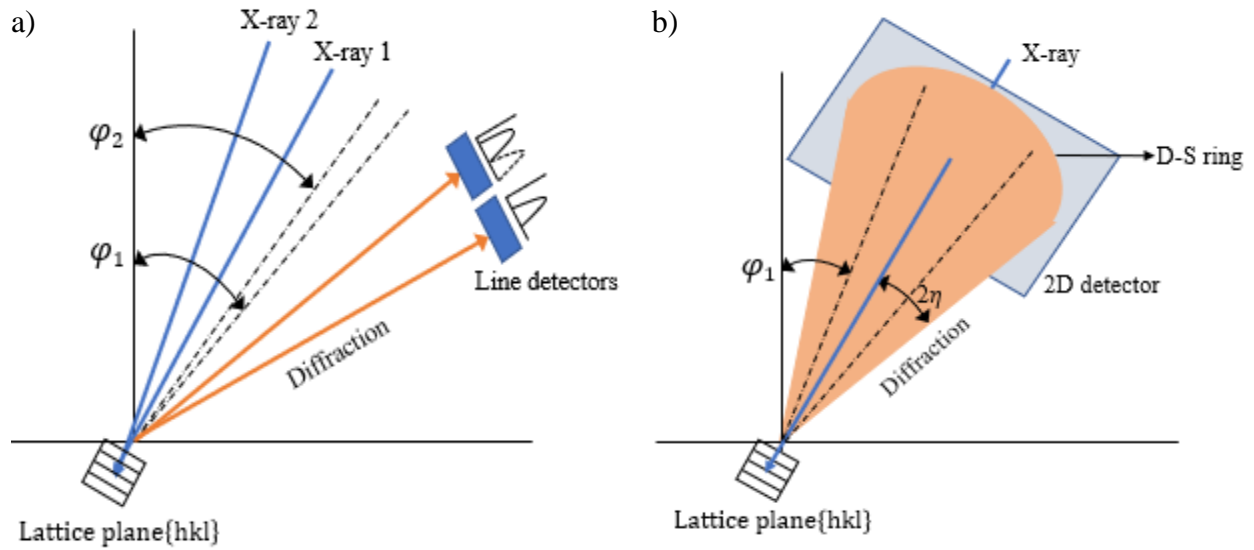 a)
X-ray 2
X-ray 1
φ₂
φ₁
Line detectors
Diffraction
Lattice plane{hkl}
b)
X-ray
D-S ring
φ₁
2η
2D detector
Diffraction
Lattice plane{hkl}